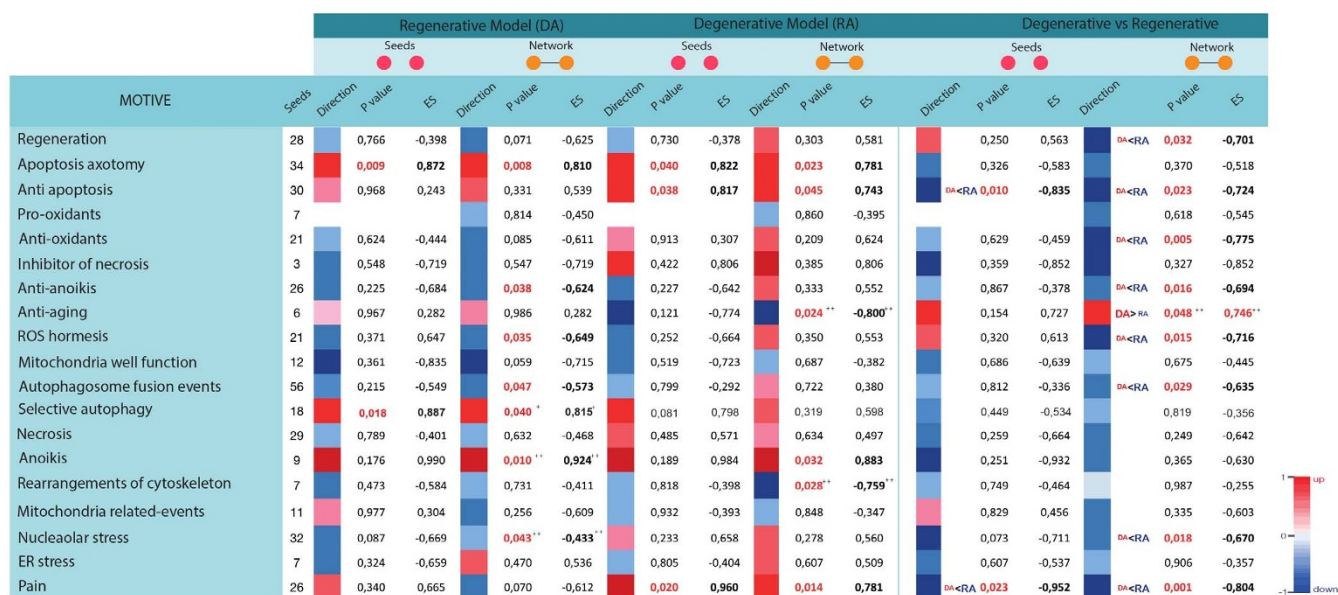 Regenerative Model (DA) Degenerative Model (RA) Degenerative vs Regenerative
Seeds Network Seeds Network Seeds Network
MOTIVE Seeds Direction P value ES Direction P value ES Direction P value ES Direction P value ES Direction P value ES Direction P value ES
Regeneration 28 0,766 -0,398 0,071 -0,625 0,730 -0,378 0,303 0,581 0,250 0,563 DA<RA 0,032 -0,701
Apoptosis axotomy 34 0,009 0,872 0,008 0,810 0,040 0,822 0,023 0,781 0,326 -0,583 0,370 -0,518
Anti apoptosis 30 0,968 0,243 0,331 0,539 0,038 0,817 0,045 0,743 DA<RA 0,010 -0,835 DA<RA 0,023 -0,724
Pro-oxidants 7 0,814 -0,450 0,860 -0,395 0,618 -0,545
Anti-oxidants 21 0,624 -0,444 0,085 -0,611 0,913 0,307 0,209 0,624 0,629 -0,459 DA<RA 0,005 -0,775
Inhibitor of necrosis 3 0,548 -0,719 0,547 -0,719 0,422 0,806 0,385 0,806 0,359 -0,852 0,327 -0,852
Anti-anoikis 26 0,225 -0,684 0,038 -0,624 0,227 -0,642 0,333 0,552 0,867 -0,378 DA<RA 0,016 -0,694
Anti-aging 6 0,967 0,282 0,986 0,282 0,121 -0,774 0,024 ++ -0,800 ++ 0,154 0,727 DA> RA 0,048 ++ 0,746 ++
ROS hormesis 21 0,371 0,647 0,035 -0,649 0,252 -0,664 0,350 0,553 0,320 0,613 DA<RA 0,015 -0,716
Mitochondria well function 12 0,361 -0,835 0,059 -0,715 0,519 -0,723 0,687 -0,382 0,686 -0,639 0,675 -0,445
Autophagosome fusion events 56 0,215 -0,549 0,047 -0,573 0,799 -0,292 0,722 0,380 0,812 -0,336 DA<RA 0,029 -0,635
Selective autophagy 18 0,018 0,887 0,040 + 0,815 + 0,081 0,798 0,319 0,598 0,449 -0,534 0,819 -0,356
Necrosis 29 0,789 -0,401 0,632 -0,468 0,485 0,571 0,634 0,497 0,259 -0,664 0,249 -0,642
Anoikis 9 0,176 0,990 0,010 ++ 0,924 ++ 0,189 0,984 0,032 0,883 0,251 -0,932 0,365 -0,630
Rearrangements of cytoskeleton 7 0,473 -0,584 0,731 -0,411 0,818 -0,398 0,028 ++ -0,759 ++ 0,749 -0,464 0,987 -0,255
Mitochondria related-events 11 0,977 0,304 0,256 -0,609 0,932 -0,393 0,848 -0,347 0,829 0,456 0,335 -0,603
Nucleaolar stress 32 0,087 -0,669 0,043 ++ -0,433 ++ 0,233 0,658 0,278 0,560 0,073 -0,711 DA<RA 0,018 -0,670
ER stress 7 0,324 -0,659 0,470 0,536 0,805 -0,404 0,607 0,509 0,607 -0,537 0,906 -0,357
Pain 26 0,340 0,665 0,070 -0,612 0,020 0,960 0,014 0,781 DA<RA 0,023 -0,952 DA<RA 0,001 -0,804
1 up
0
-1 down